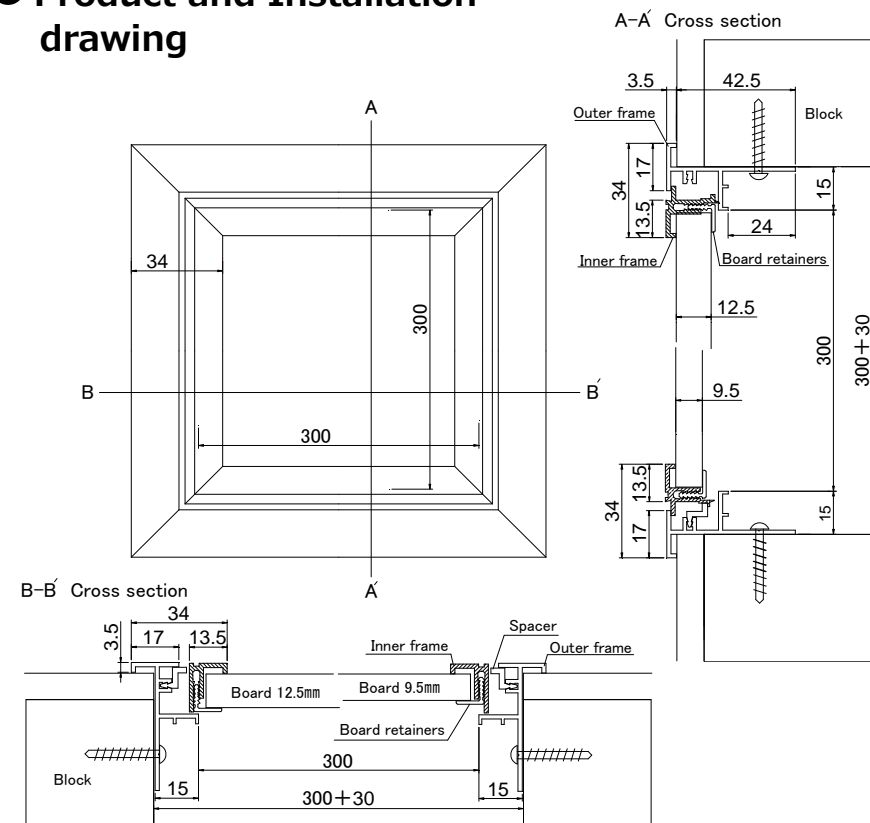 Product and Installation
drawing
A-A′ Cross section
3.5
42.5
Outer frame
Block
17
34
13.5
15
24
Inner frame
Board retainers
12.5
300
300+30
9.5
13.5
34
17
15
A
34
300
B
B′
300
A′
B-B′ Cross section
34
3.5
17
13.5
Inner frame
Spacer
Outer frame
Board 12.5mm
Board 9.5mm
Board retainers
300
Block
15
15
300+30